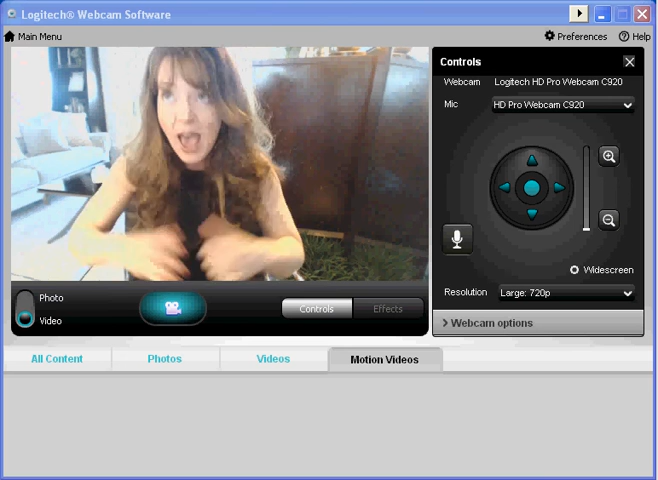 Logitech® Webcam Software
Main Menu
Preferences
Help
Controls
Webcam Logitech HD Pro Webcam C920
Mic HD Pro Webcam C920
Widescreen
Resolution Large: 720p
Webcam options
Photo
Video
Controls
Effects
All Content
Photos
Videos
Motion Videos